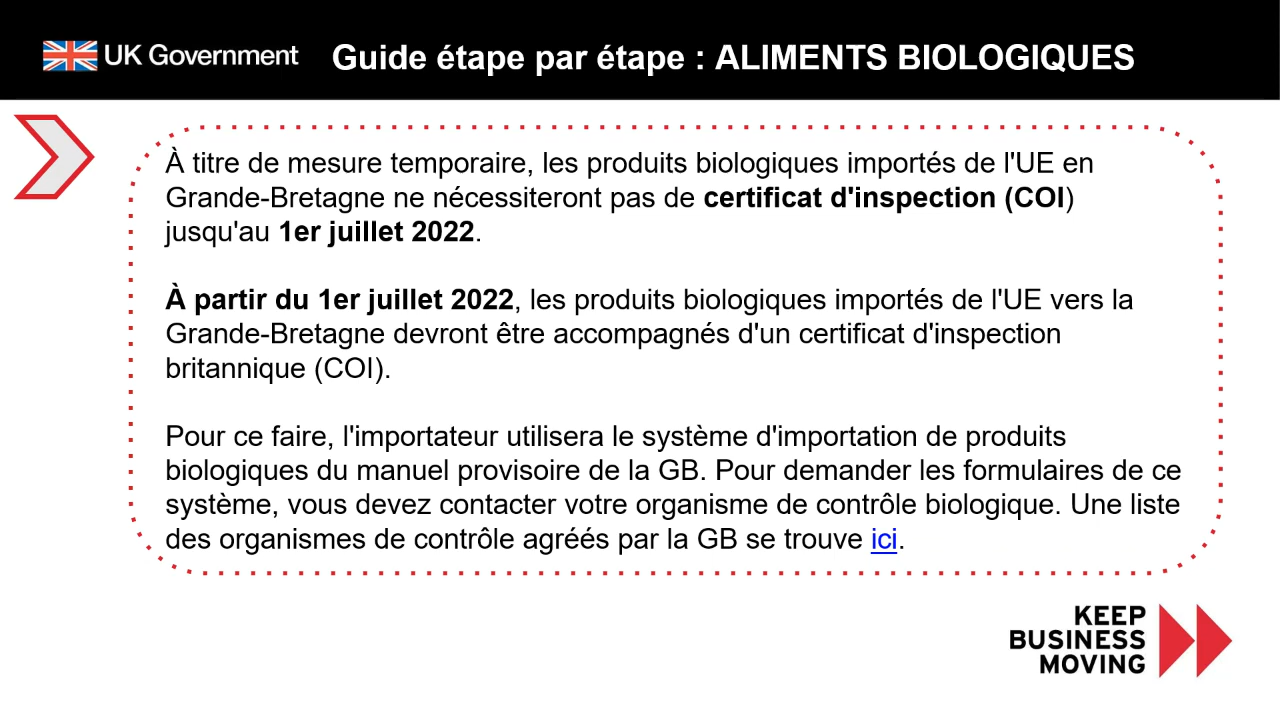 UK Government
Guide étape par étape : ALIMENTS BIOLOGIQUES
À titre de mesure temporaire, les produits biologiques importés de l'UE en
Grande-Bretagne ne nécessiteront pas de certificat d'inspection (COI)
jusqu'au 1er juillet 2022.
À partir du 1er juillet 2022, les produits biologiques importés de l'UE vers la
Grande-Bretagne devront être accompagnés d'un certificat d'inspection
britannique (COI).
Pour ce faire, l'importateur utilisera le système d'importation de produits
biologiques du manuel provisoire de la GB. Pour demander les formulaires de ce
système, vous devez contacter votre organisme de contrôle biologique. Une liste
des organismes de contrôle agréés par la GB se trouve ici.
KEEP
BUSINESS
MOVING